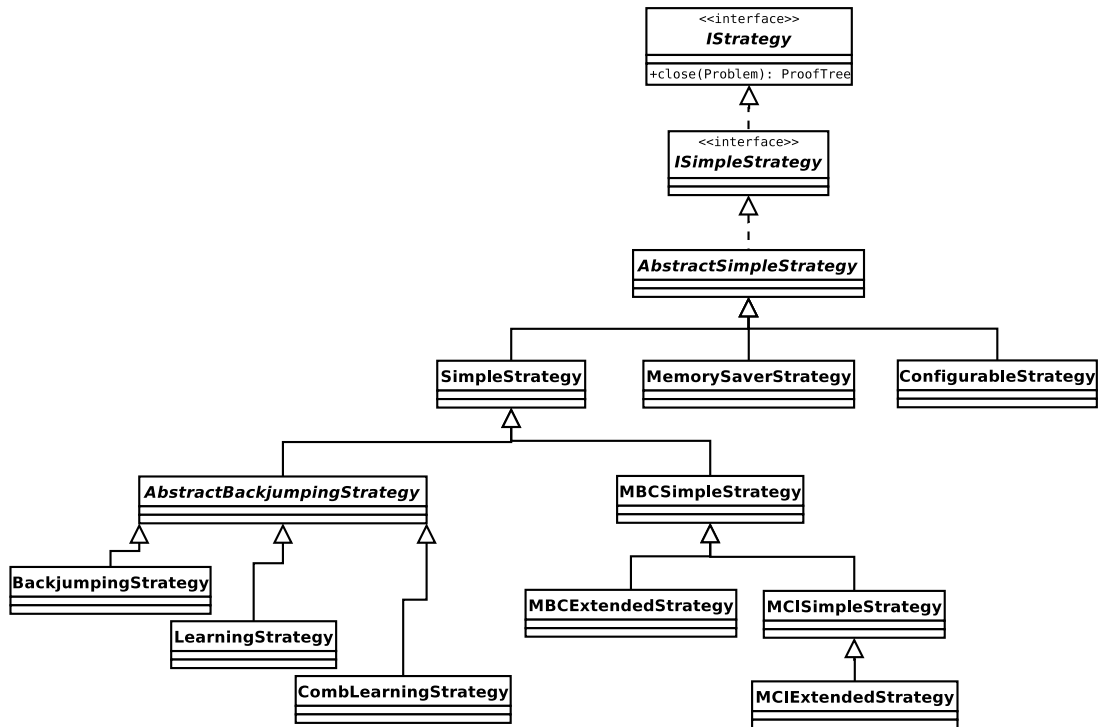 <<interface>>
IStrategy
+close(Problem): ProofTree
<<interface>>
ISimpleStrategy
AbstractSimpleStrategy
SimpleStrategy
MemorySaverStrategy
ConfigurableStrategy
AbstractBackjumpingStrategy
MBCSimpleStrategy
BackjumpingStrategy
MBCExtendedStrategy
MCISimpleStrategy
LearningStrategy
CombLearningStrategy
MCIExtendedStrategy